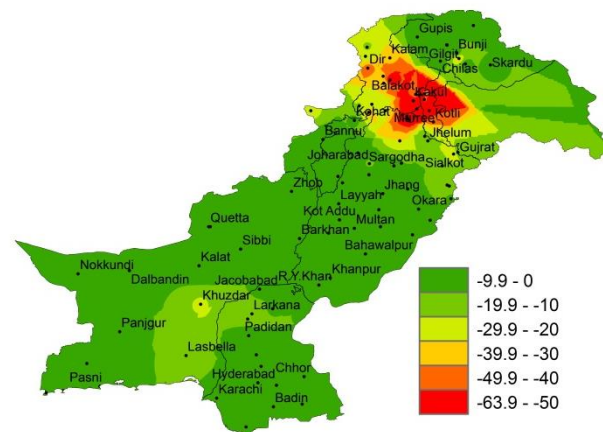 Gupis
Bunji
Kalam
Gilgit
Dir
Chilas
Skardu
Balakot
Kakul
Kohat
Murree
Kotli
Bannu
Jhelum
Gujrat
Joharabad
Sargodha
Sialkot
Zhob
Layyah
Jhang
Kot Addu
Okara
Quetta
Multan
Sibbi
Barkhan
Kalat
Bahawalpur
Nokkundi
Dalbandin
Jacobabad
R.Y.Khan
Khanpur
Khuzdar
Larkana
Panjgur
Padidan
Lasbella
Pasni
Hyderabad
Chhor
Karachi
Badin
-9.9 - 0
-19.9 - -10
-29.9 - -20
-39.9 - -30
-49.9 - -40
-63.9 - -50